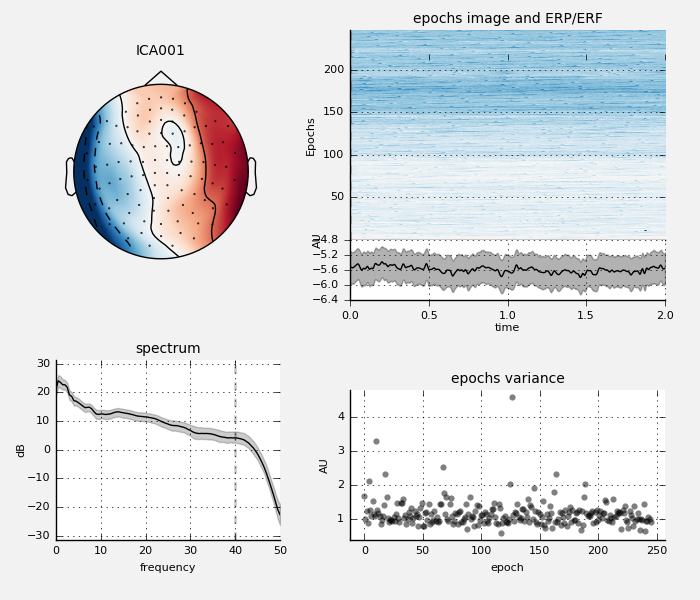 ICA001
epochs image and ERP/ERF
Epochs
200
150
100
50
AU
−4.8
−5.2
−5.6
−6.0
−6.4
0.0 0.5 1.0 1.5 2.0
time
spectrum
dB
30
20
10
0
−10
−20
−30
0 10 20 30 40 50
frequency
epochs variance
AU
4
3
2
1
0 50 100 150 200 250
epoch